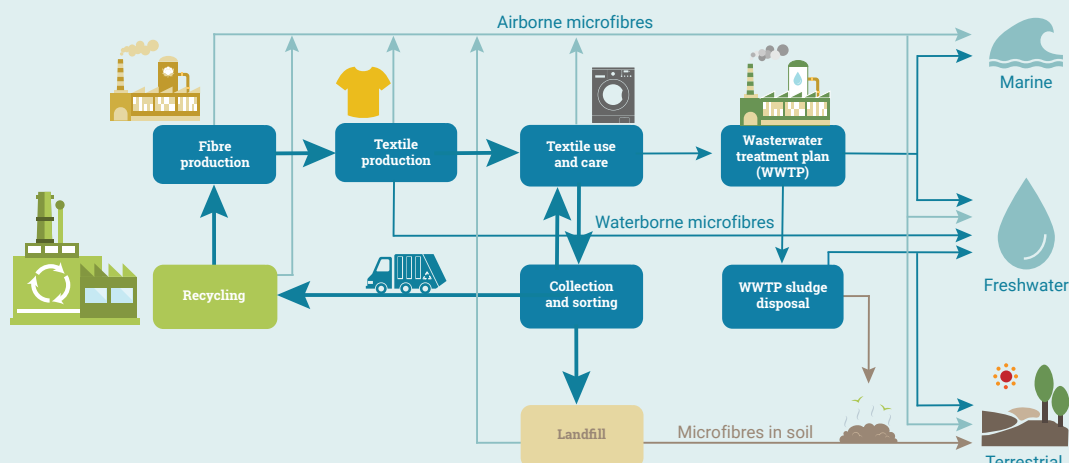 Airborne microfibres
Marine
Fibre
production
Textile
production
Textile use
and care
Wasterwater
treatment plan
(WWTP)
Waterborne microfibres
Freshwater
Recycling
Collection
and sorting
WWTP sludge
disposal
Landfill
Microfibres in soil
Terrestrial